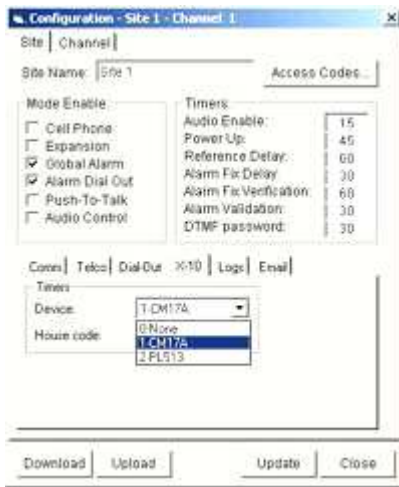 Configuration - Site 1 - Channel 1
Site Channel
Site Name: Site 1 Access Codes...
Mode Enable
Cell Phone
Expansion
Global Alarm
Alarm Dial Out
Push-To-Talk
Audio Control
Timers
Audio Enable: 15
Power Up: 45
Reference Delay: 60
Alarm Fix Delay 30
Alarm Fix Verification: 60
Alarm Validation: 30
DTMF password: 30
Comm Telco Dial-Out X-10 Logs Email
Timers
Device: 1-CM17A
House code:
0-None
1-CM17A
2-PL513
Download Upload Update Close